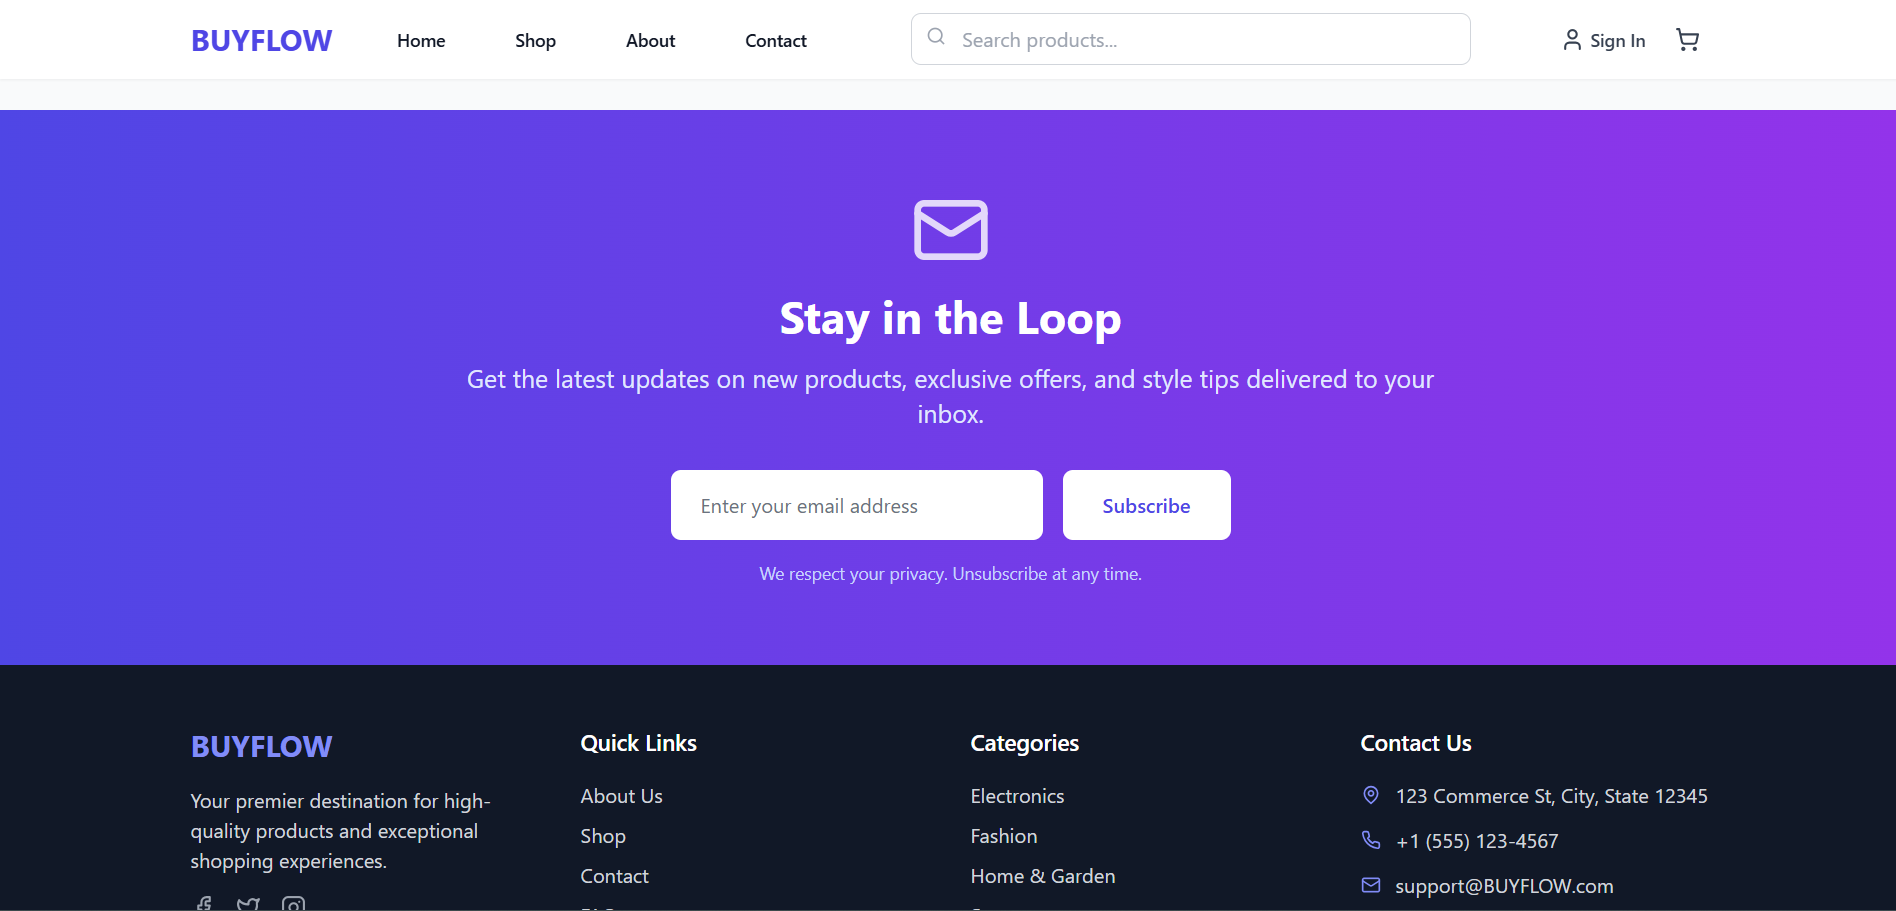 BUYFLOW
Home
Shop
About
Contact
Search products...
Sign In
Stay in the Loop
Get the latest updates on new products, exclusive offers, and style tips delivered to your
inbox.
Enter your email address
Subscribe
We respect your privacy. Unsubscribe at any time.
BUYFLOW
Your premier destination for high-
quality products and exceptional
shopping experiences.
Quick Links
About Us
Shop
Contact
Categories
Electronics
Fashion
Home & Garden
Contact Us
123 Commerce St, City, State 12345
+1 (555) 123-4567
support@BUYFLOW.com